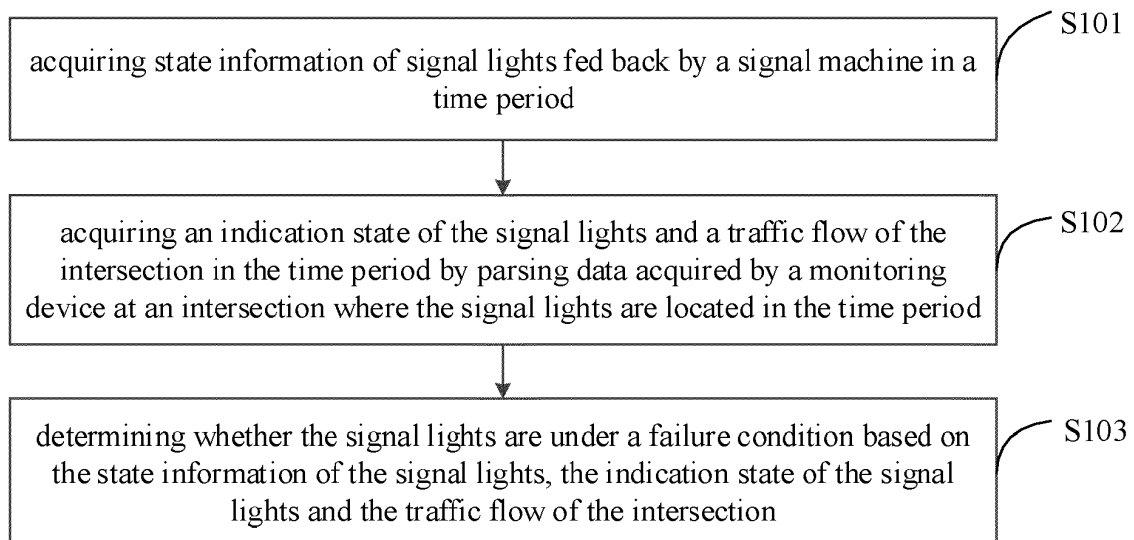 S101
acquiring state information of signal lights fed back by a signal machine in a
time period
S102
acquiring an indication state of the signal lights and a traffic flow of the
intersection in the time period by parsing data acquired by a monitoring
device at an intersection where the signal lights are located in the time period
S103
determining whether the signal lights are under a failure condition based on
the state information of the signal lights, the indication state of the signal
lights and the traffic flow of the intersection